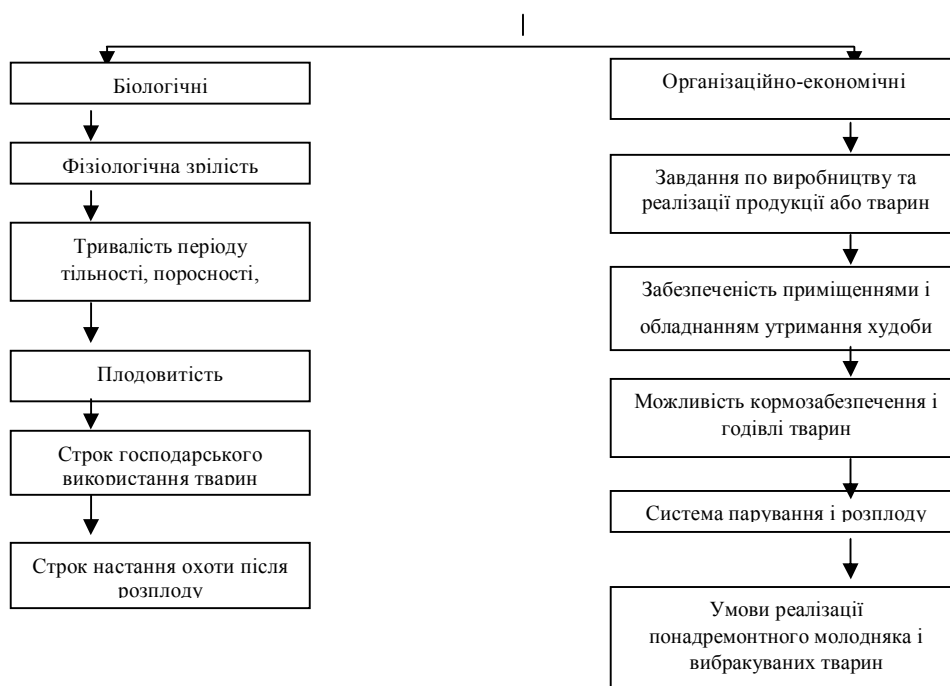 Біологічні
Фізіологічна зрілість
Тривалість періоду
тільності, поросності,
Плодовитість
Строк господарського
використання тварин
Строк настання охоти після
розплоду
Організаційно-економічні
Завдання по виробництву та
реалізації продукції або тварин
Забезпеченість приміщеннями і
обладнанням утримання худоби
Можливість кормозабезпечення і
годівлі тварин
Система парування і розплоду
Умови реалізації
понадремонтного молодняка і
вибракуваних тварин